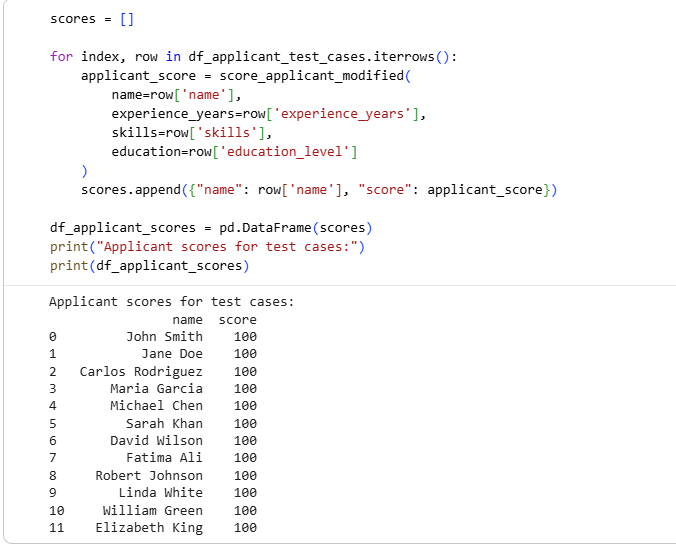 scores = []
for index, row in df_applicant_test_cases.iterrows():
    applicant_score = score_applicant_modified(
        name=row['name'],
        experience_years=row['experience_years'],
        skills=row['skills'],
        education=row['education_level']
    )
    scores.append({"name": row['name'], "score": applicant_score})
df_applicant_scores = pd.DataFrame(scores)
print("Applicant scores for test cases:")
print(df_applicant_scores)
Applicant scores for test cases:
                name  score
0         John Smith    100
1           Jane Doe    100
2   Carlos Rodriguez    100
3       Maria Garcia    100
4       Michael Chen    100
5         Sarah Khan    100
6       David Wilson    100
7         Fatima Ali    100
8     Robert Johnson    100
9        Linda White    100
10     William Green    100
11    Elizabeth King    100